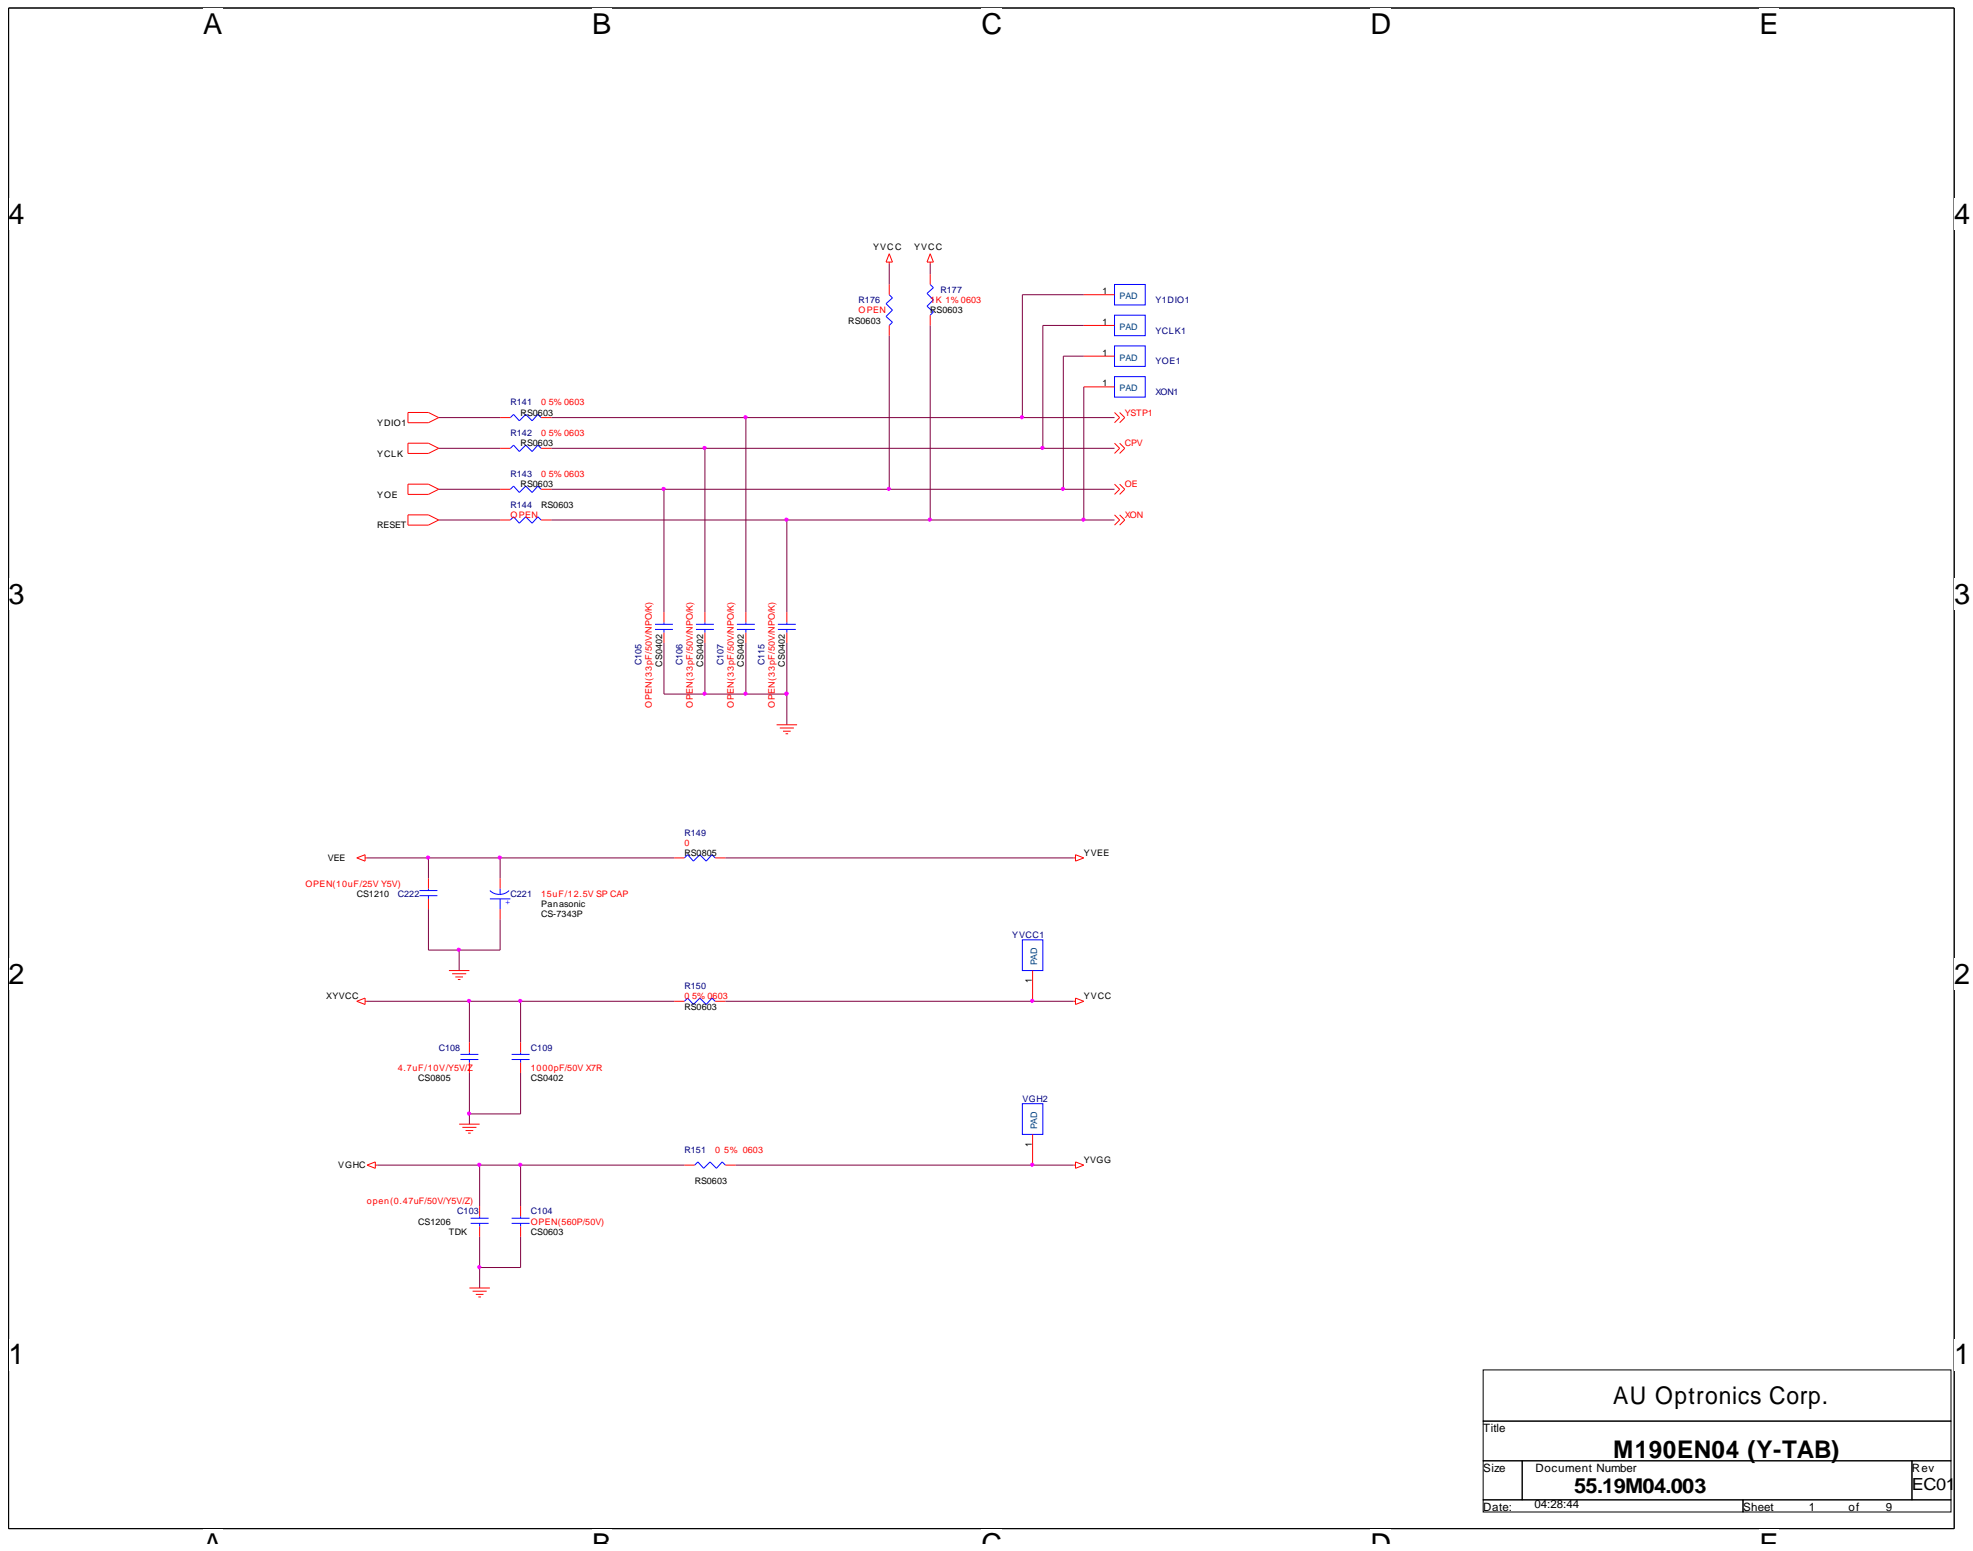 A B C D E
4 4
YVCC YVCC
R176
OPEN
RS0603
R177
1K 1% 0603
RS0603
1 PAD Y1DIO1
1 PAD YCLK1
1 PAD YOE1
1 PAD XON1
YDIO1 R141 0 5% 0603
RS0603
YSTP1
YCLK R142 0 5% 0603
RS0603
CPV
YOE R143 0 5% 0603
RS0603
OE
RESET R144 RS0603
OPEN
XON
3 3
C105
OPEN(33pF/50V/NPO/K)
CS0402
C106
OPEN(33pF/50V/NPO/K)
CS0402
C107
OPEN(33pF/50V/NPO/K)
CS0402
C115
OPEN(33pF/50V/NPO/K)
CS0402
VEE
R149
0
RS0805
YVEE
OPEN(10uF/25V Y5V)
CS1210 C222
C221 15uF/12.5V SP CAP
+
Panasonic
CS-7343P
YVCC1
PAD
1
2 2
XYVCC
R150
0 5% 0603
RS0603
YVCC
C108
4.7uF/10V/Y5V/Z
CS0805
C109
1000pF/50V X7R
CS0402
VGH2
PAD
1
VGHC
R151 0 5% 0603
RS0603
YVGG
open(0.47uF/50V/Y5V/Z)
C103
CS1206
TDK
C104
OPEN(560P/50V)
CS0603
1 1
AU Optronics Corp.
Title
M190EN04 (Y-TAB)
Size Document Number Rev
55.19M04.003 EC01
Date: 04:28:44 Sheet 1 of 9
A B C D E